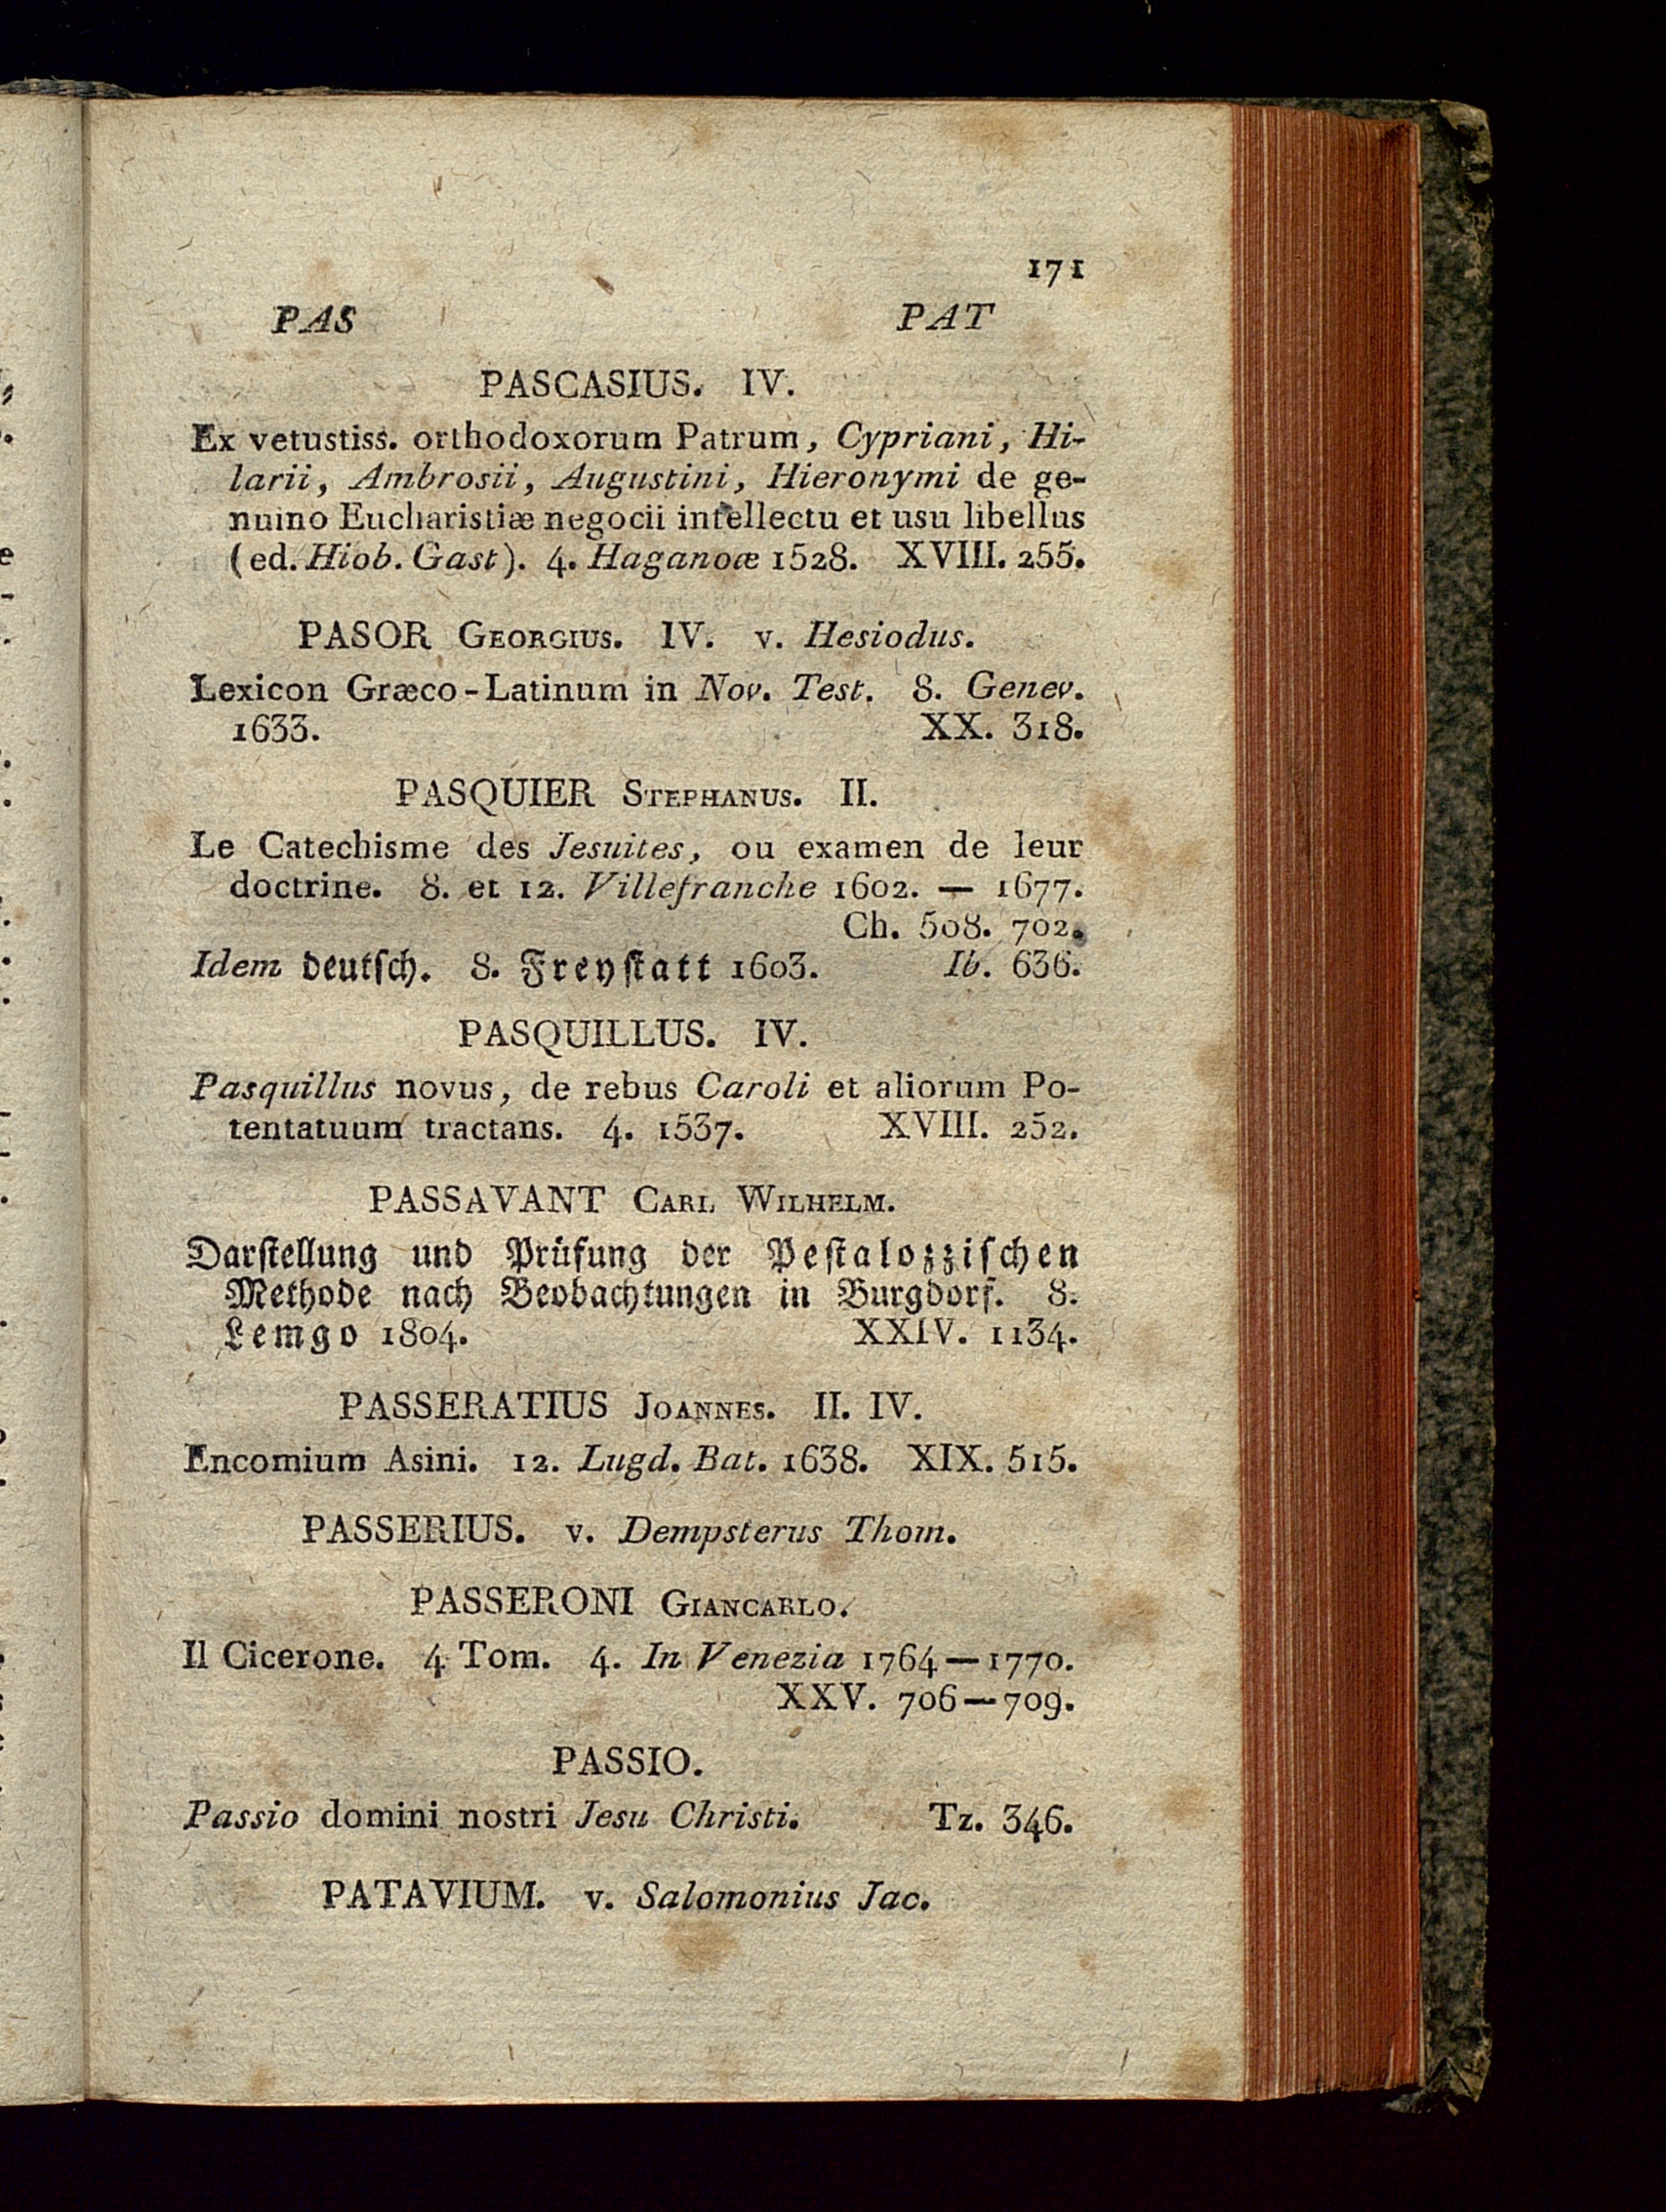 171
PAS PAT
PASCASIUS. IV.
Ex vetustiss. orthodoxorum Patrum, Cypriani, Hi-
larii, Ambrosii, Augustini, Hieronymi de ge-
nuino Eucharistiæ negocii intellectu et usu libellus
(ed. Hiob. Gast). 4. Haganoæ 1528. XVIII. 255.
PASOR GEORGIUS. IV. v. Hesiodus.
Lexicon Græco-Latinum in Nov. Test. 8. Genev.
1633. XX. 318.
PASQUIER STEPHANUS. II.
Le Catechisme des Jesuites, ou examen de leur
doctrine. 8. et 12. Villefranche 1602. — 1677.
Ch. 508. 702.
Idem deutſch. 8. Freyſtatt 1603. Ib. 636.
PASQUILLUS. IV.
Pasquillus novus, de rebus Caroli et aliorum Po-
tentatuum tractans. 4. 1537. XVIII. 252.
PASSAVANT CARL WILHELM.
Darſtellung und Prüfung der Peſtalozziſchen
Methode nach Beobachtungen in Burgdorf. 8.
Lemgo 1804. XXIV. 1134.
PASSERATIUS JOANNES. II. IV.
Encomium Asini. 12. Lugd. Bat. 1638. XIX. 515.
PASSERIUS. v. Dempsterus Thom.
PASSERONI GIANCARLO.
Il Cicerone. 4 Tom. 4. In Venezia 1764—1770.
XXV. 706—709.
PASSIO.
Passio domini nostri Jesu Christi. Tz. 346.
PATAVIUM. v. Salomonius Jac.